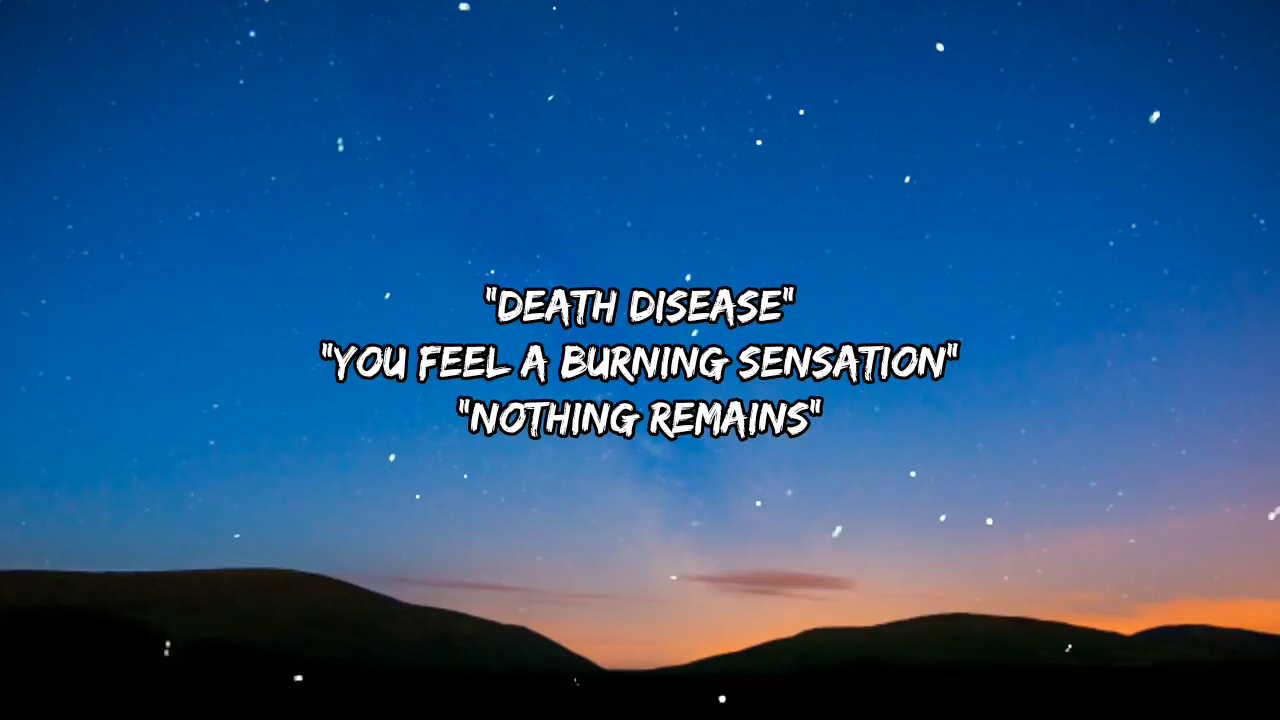 "DEATH DISEASE"
"YOU FEEL A BURNING SENSATION"
"NOTHING REMAINS"